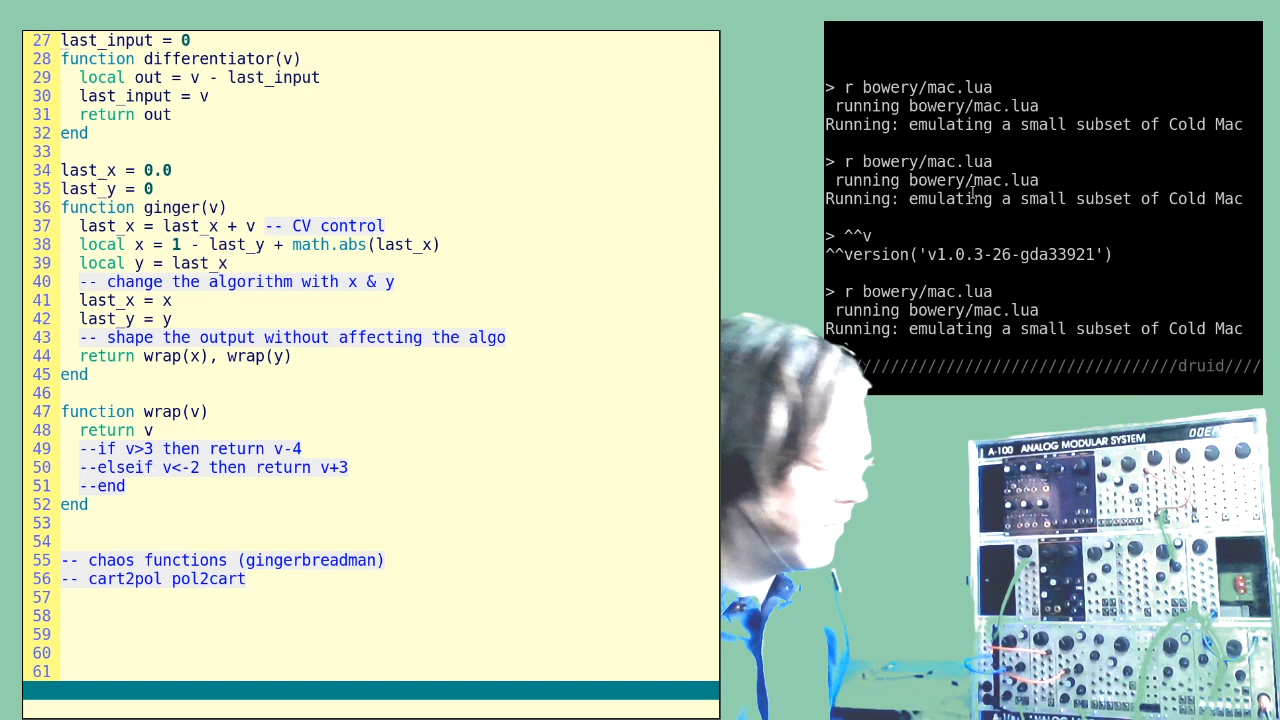 27 last_input = 0
28 function differentiator(v)
29   local out = v - last_input
30   last_input = v
31   return out
32 end
33
34 last_x = 0.0
35 last_y = 0
36 function ginger(v)
37   last_x = last_x + v -- CV control
38   local x = 1 - last_y + math.abs(last_x)
39   local y = last_x
40   -- change the algorithm with x & y
41   last_x = x
42   last_y = y
43   -- shape the output without affecting the algo
44   return wrap(x), wrap(y)
45 end
46
47 function wrap(v)
48   return v
49   --if v>3 then return v-4
50   --elseif v<-2 then return v+3
51   --end
52 end
53
54
55 -- chaos functions (gingerbreadman)
56 -- cart2pol pol2cart
57
58
59
60
61
> r bowery/mac.lua
 running bowery/mac.lua
Running: emulating a small subset of Cold Mac
> r bowery/mac.lua
 running bowery/mac.lua
Running: emulating a small subset of Cold Mac
> ^^v
^^version('v1.0.3-26-gda33921')
> r bowery/mac.lua
 running bowery/mac.lua
Running: emulating a small subset of Cold Mac
//////////////////////////////////druid////
A-100 ANALOG MODULAR SYSTEM